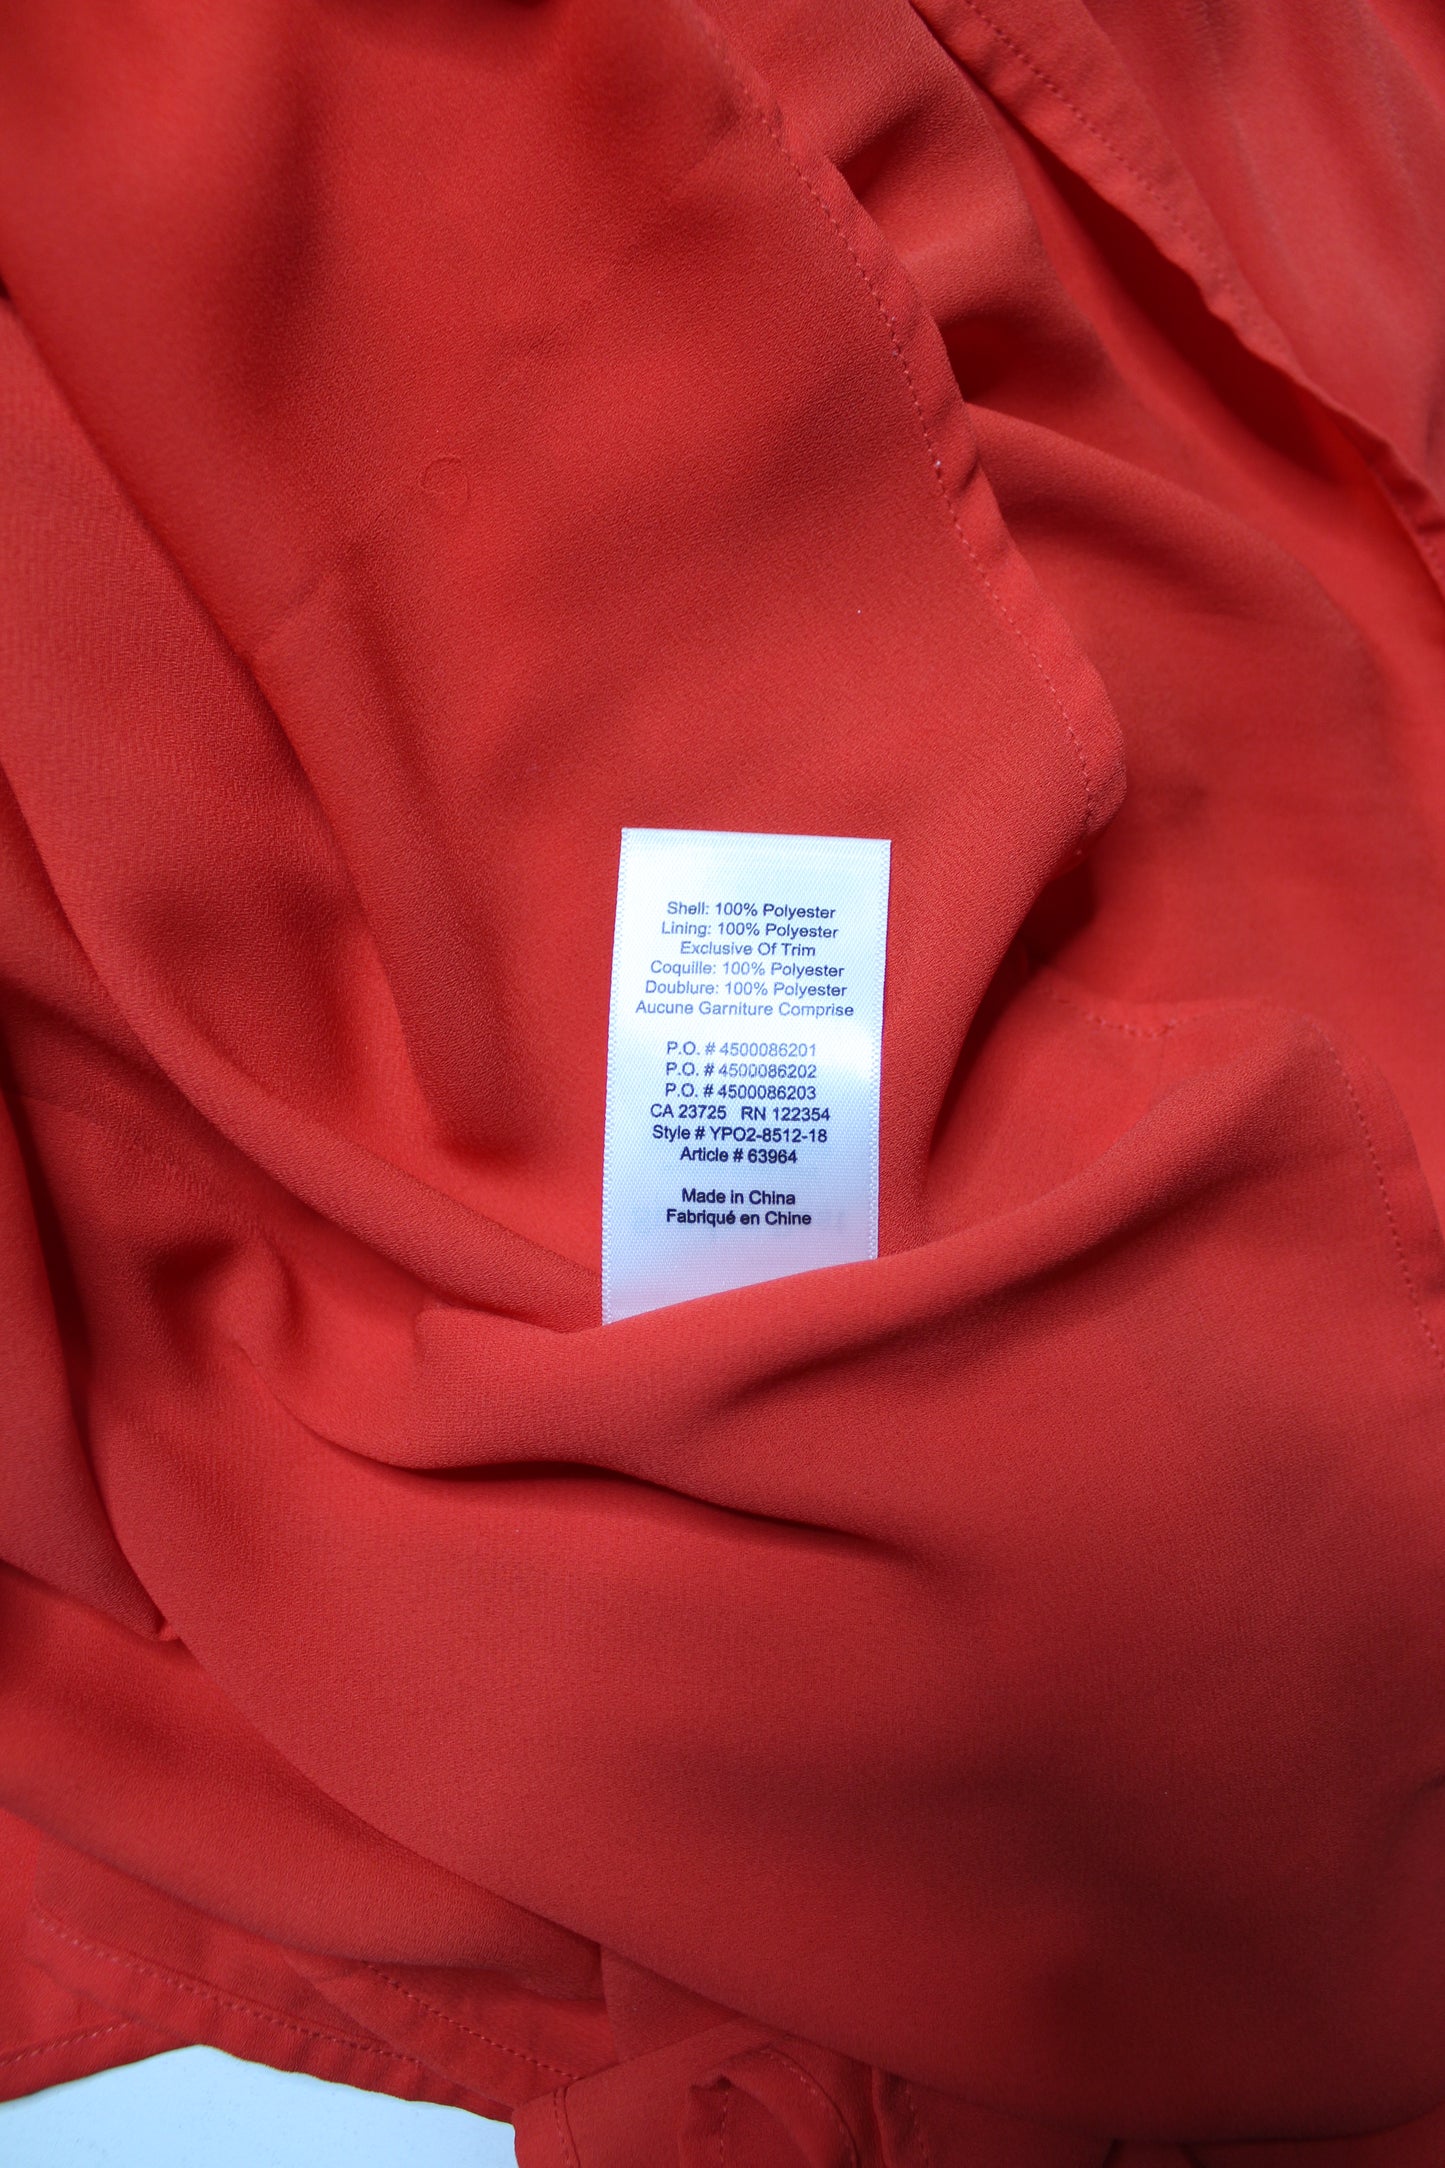 Shell: 100% Polyester
Lining: 100% Polyester
Exclusive Of Trim
Coquille: 100% Polyester
Doublure: 100% Polyester
Aucune Garniture Comprise
P.O. # 4500086201
P.O. # 4500086202
P.O. # 4500086203
CA 23725 RN 122354
Style # YPO2-8512-18
Article # 63964
Made in China
Fabriqué en Chine